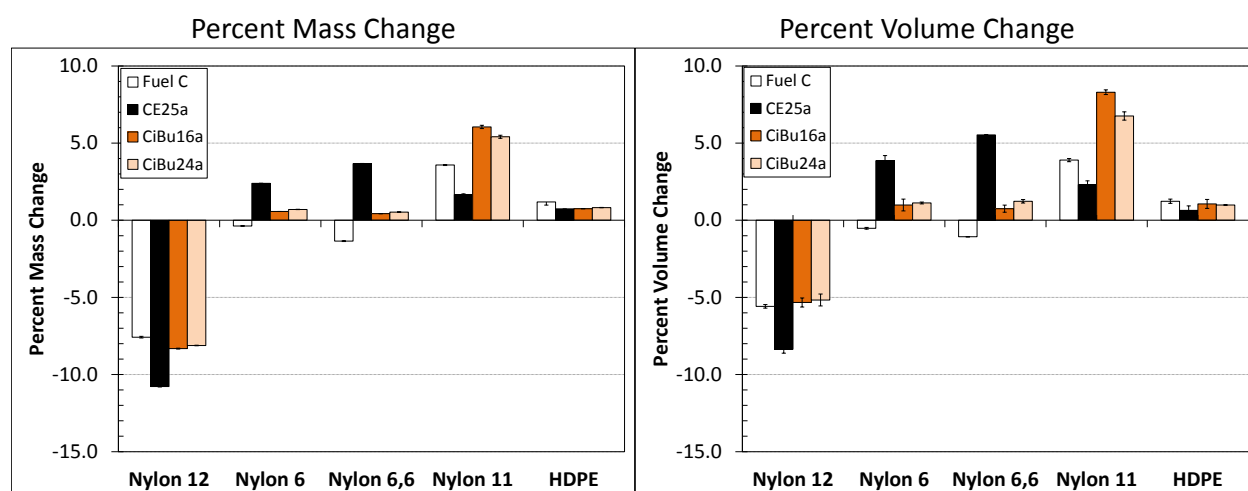 Percent Mass Change
Percent Mass Change
10.0
5.0
0.0
-5.0
-10.0
-15.0
Fuel C
CE25a
CiBu16a
CiBu24a
Nylon 12 Nylon 6 Nylon 6,6 Nylon 11 HDPE
Percent Volume Change
Percent Volume Change
10.0
5.0
0.0
-5.0
-10.0
-15.0
Fuel C
CE25a
CiBu16a
CiBu24a
Nylon 12 Nylon 6 Nylon 6,6 Nylon 11 HDPE